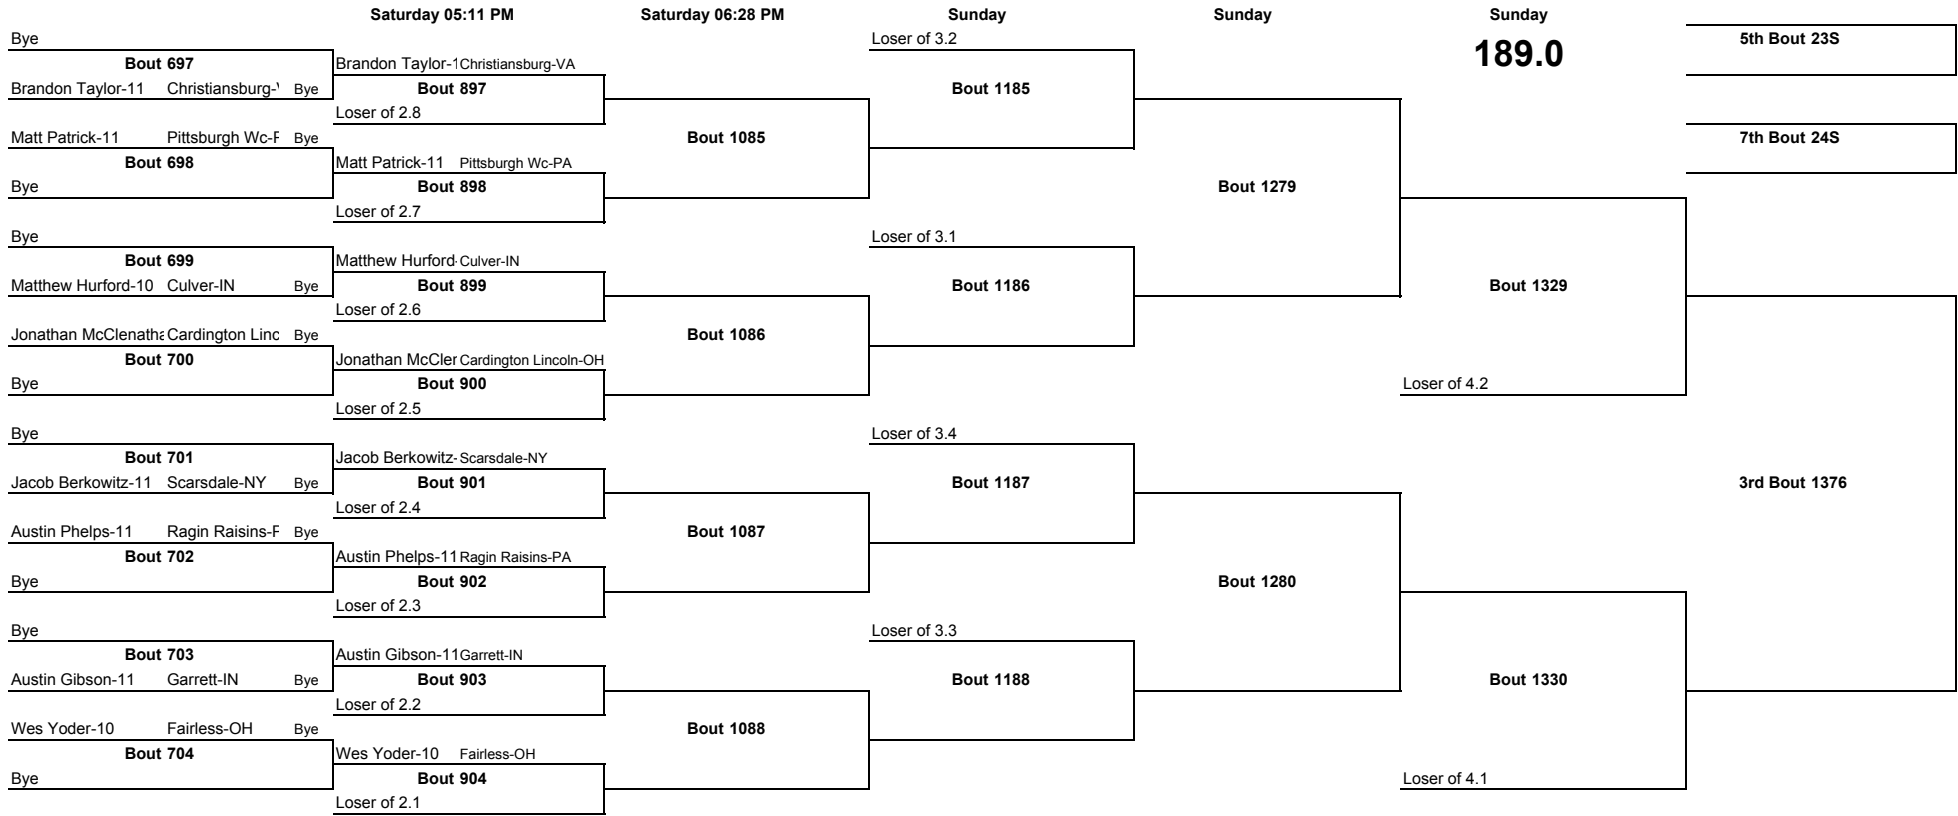 Saturday 05:11 PM Saturday 06:28 PM Sunday Sunday Sunday
189.0
Bye
Bout 697
Brandon Taylor-11 Christiansburg-V Bye
Matt Patrick-11 Pittsburgh Wc-P Bye
Bout 698
Bye
Bye
Bout 699
Matthew Hurford-10 Culver-IN Bye
Jonathan McClenatha Cardington Linc Bye
Bout 700
Bye
Bye
Bout 701
Jacob Berkowitz-11 Scarsdale-NY Bye
Austin Phelps-11 Ragin Raisins-P Bye
Bout 702
Bye
Bye
Bout 703
Austin Gibson-11 Garrett-IN Bye
Wes Yoder-10 Fairless-OH Bye
Bout 704
Bye
Brandon Taylor-1 Christiansburg-VA
Bout 897
Loser of 2.8
Matt Patrick-11 Pittsburgh Wc-PA
Bout 898
Loser of 2.7
Matthew Hurford- Culver-IN
Bout 899
Loser of 2.6
Jonathan McCler Cardington Lincoln-OH
Bout 900
Loser of 2.5
Jacob Berkowitz- Scarsdale-NY
Bout 901
Loser of 2.4
Austin Phelps-11 Ragin Raisins-PA
Bout 902
Loser of 2.3
Austin Gibson-11 Garrett-IN
Bout 903
Loser of 2.2
Wes Yoder-10 Fairless-OH
Bout 904
Loser of 2.1
Bout 1085
Bout 1086
Bout 1087
Bout 1088
Loser of 3.2
Bout 1185
Loser of 3.1
Bout 1186
Loser of 3.4
Bout 1187
Loser of 3.3
Bout 1188
Bout 1279
Bout 1280
Bout 1329
Loser of 4.2
Bout 1330
Loser of 4.1
5th Bout 23S
7th Bout 24S
3rd Bout 1376